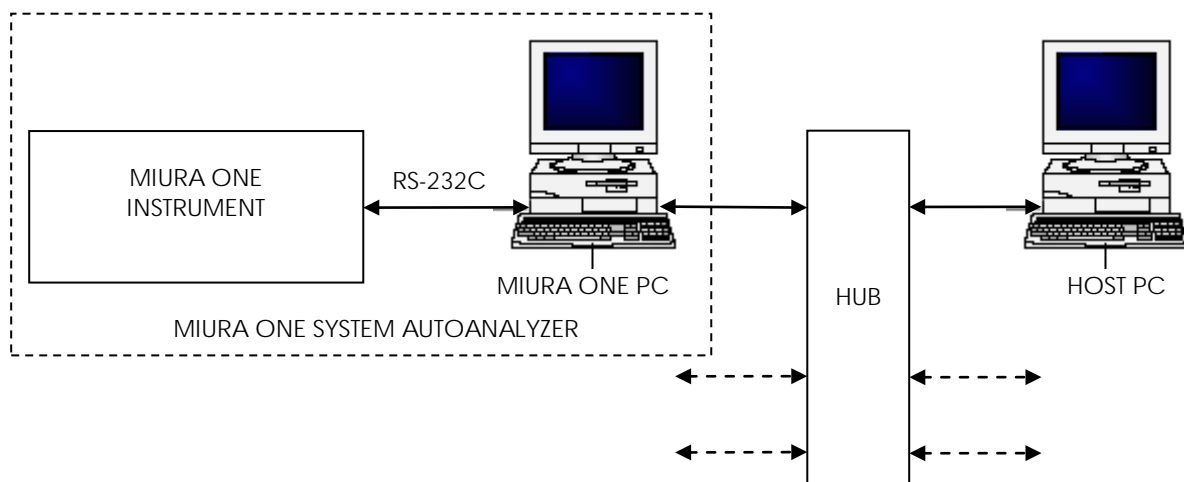 MIURA ONE
INSTRUMENT
RS-232C
MIURA ONE PC
HUB
HOST PC
MIURA ONE SYSTEM AUTOANALYZER